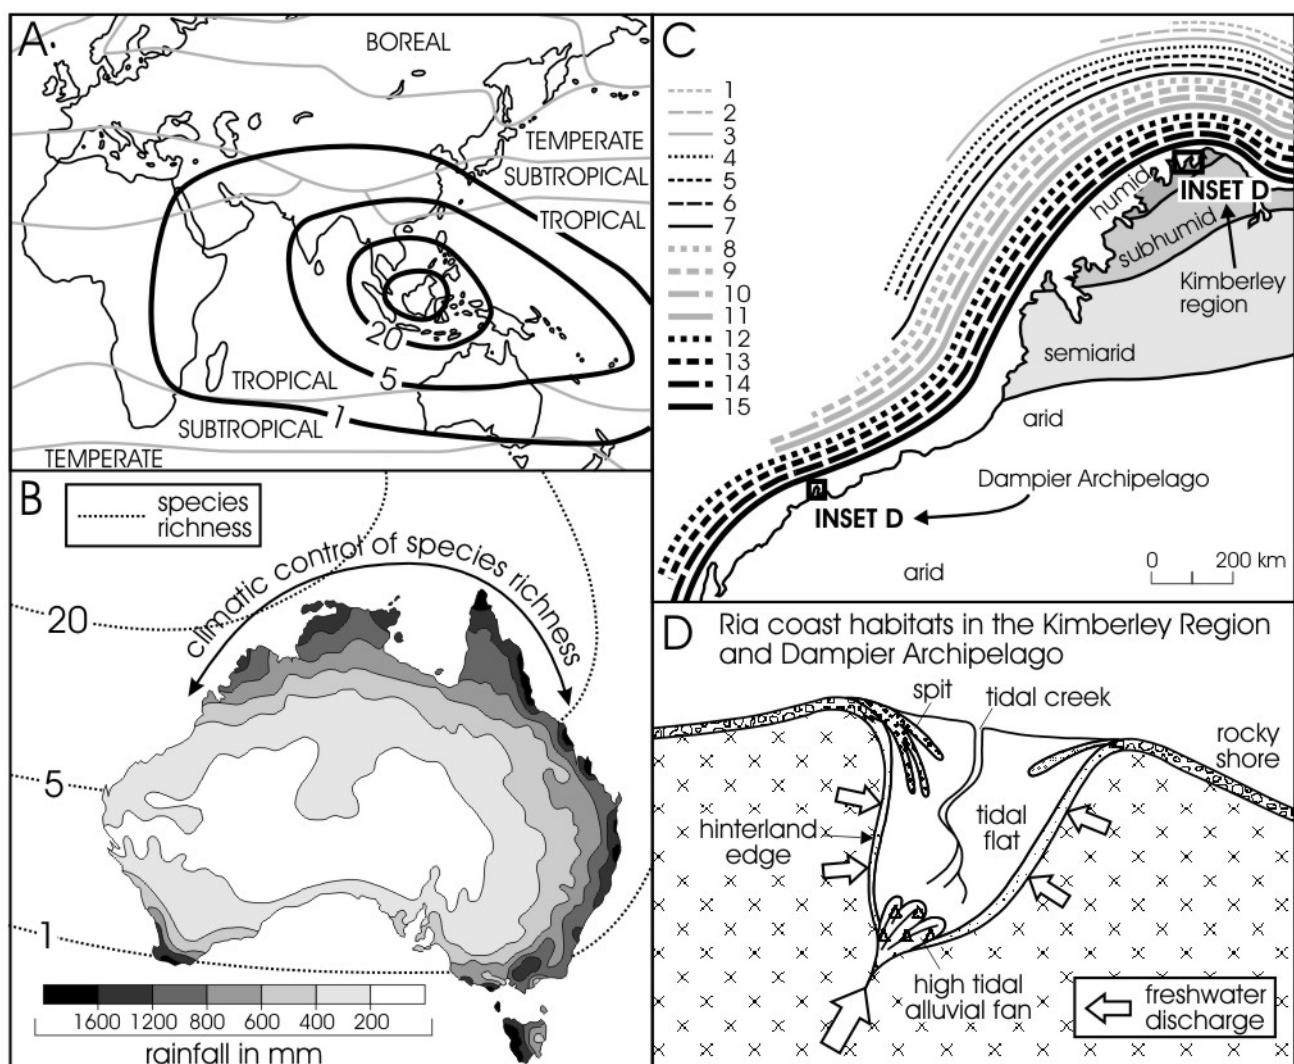 A
BOREAL
TEMPERATE
SUBTROPICAL
TROPICAL
20
5
TROPICAL
1
SUBTROPICAL
TEMPERATE
B
species
richness
climatic control of species richness
20
5
1
1600 1200 800 600 400 200
rainfall in mm
C
1
2
3
4
5
6
7
8
9
10
11
12
13
14
15
humid
INSET D
subhumid
Kimberley
region
semiarid
arid
Dampier Archipelago
INSET D
arid
0 200 km
D
Ria coast habitats in the Kimberley Region
and Dampier Archipelago
spit
tidal creek
rocky
shore
hinterland
edge
tidal
flat
high tidal
alluvial fan
freshwater
discharge